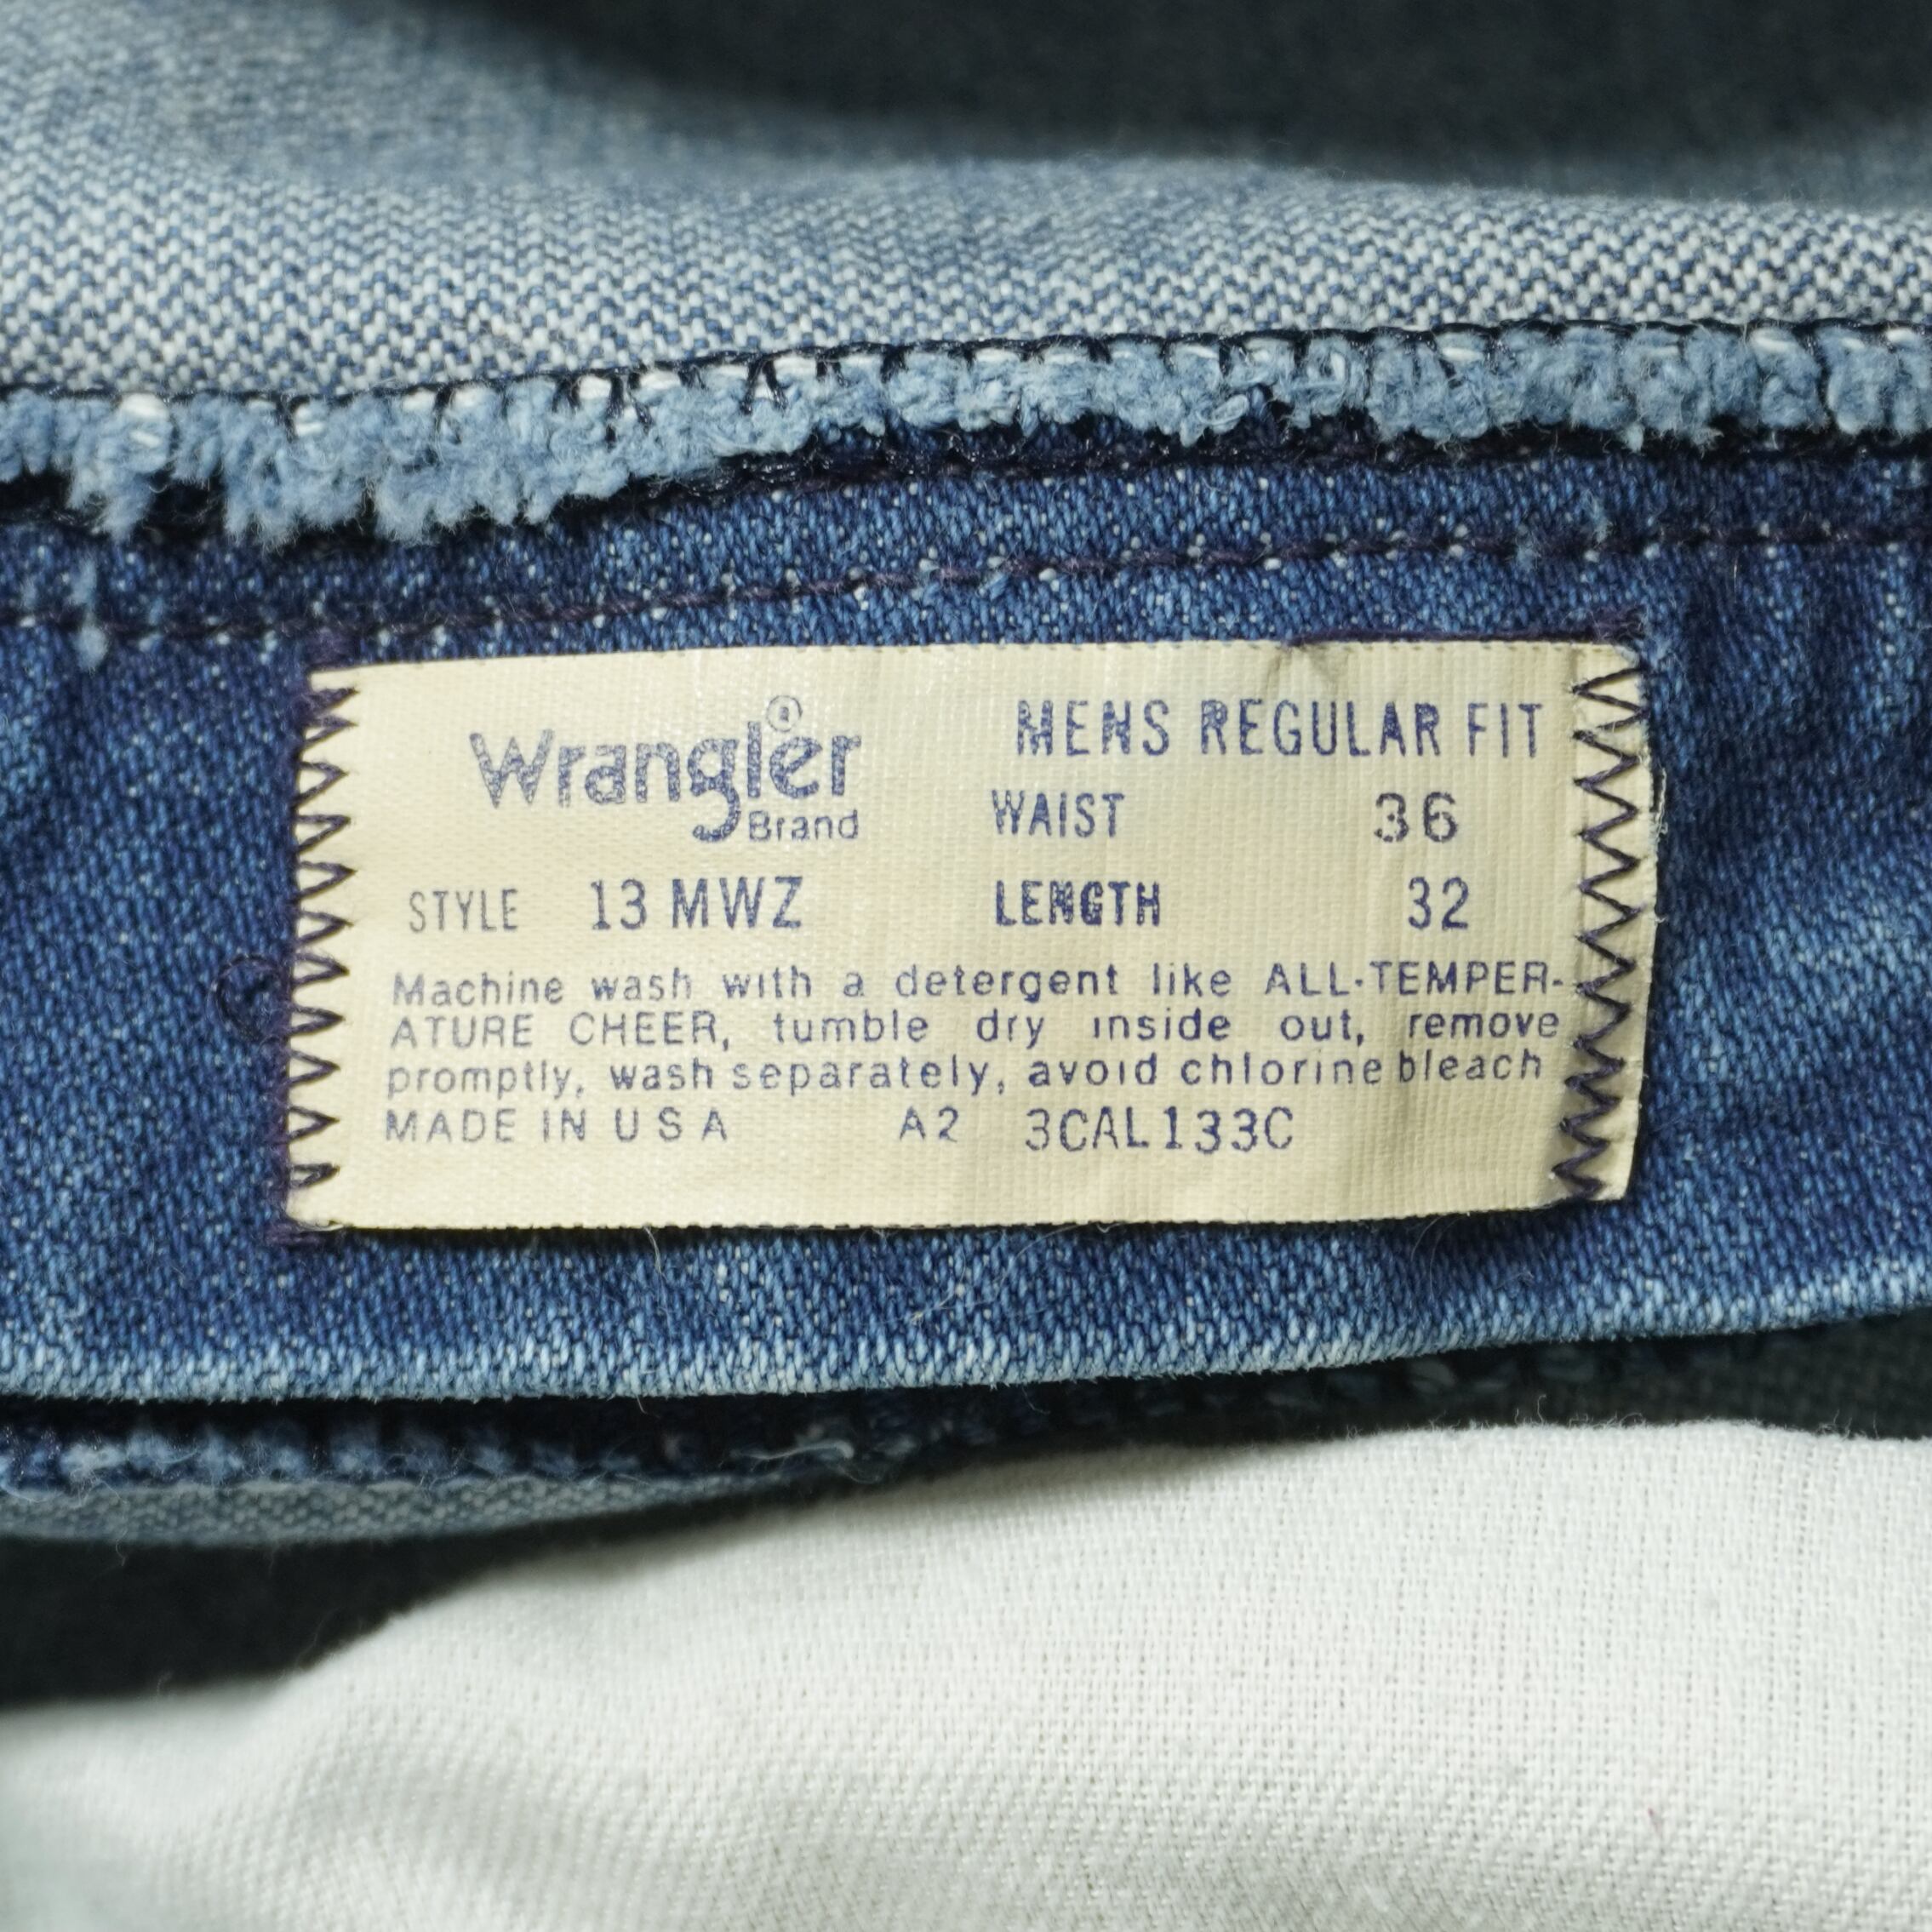 Wrangler® MENS REGULAR FIT
Brand WAIST 36
STYLE 13 MWZ LENGTH 32
Machine wash with a detergent like ALL-TEMPER-
ATURE CHEER, tumble dry inside out, remove
promptly, wash separately, avoid chlorine bleach
MADE IN U S A A2 3CAL133C